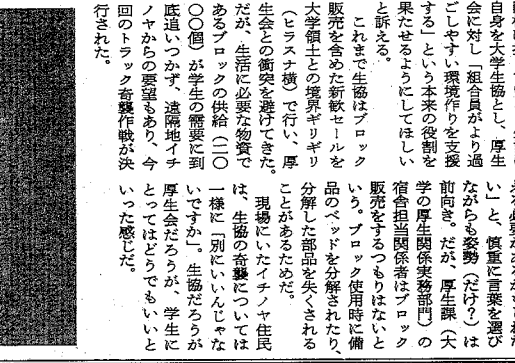 自身を大学生協とし、厚生
会に対し「組合員がより過
ごしやすい環境作りを支援
する」という本来の役割を
果たせるようにしてほしい
と訴える。
これまで生協はブロック
販売を含めた新歓セールを
大学領土との境界ギリギリ
（ヒラスナ横）で行い、厚
生会との衝突を避けてきた。
だが、生活に必要な物資で
あるブロックの供給（二〇
〇〇個）が学生の需要に到
底追いつかず、遠隔地イチ
ノヤからの要望もあり、今
回のトラック奇襲作戦が決
行された。
い」と、慎重に言葉を選び
ながらも姿勢（だけ？）は
前向き。だが、厚生課（大
学の厚生関係実務部門）の
宿舎担当関係者はブロック
販売をするつもりはないと
いう。ブロック使用時に備
品のベッドを分解されたり、
分解した部品を失くされる
ことがあるためだ。
現場にいたイチノヤ住民
は、生協の奇襲については
一様に「別にいいんじゃな
いですか」。生協だろうが
厚生会だろうが、学生に
とってはどうでもいいと
いった感じだ。